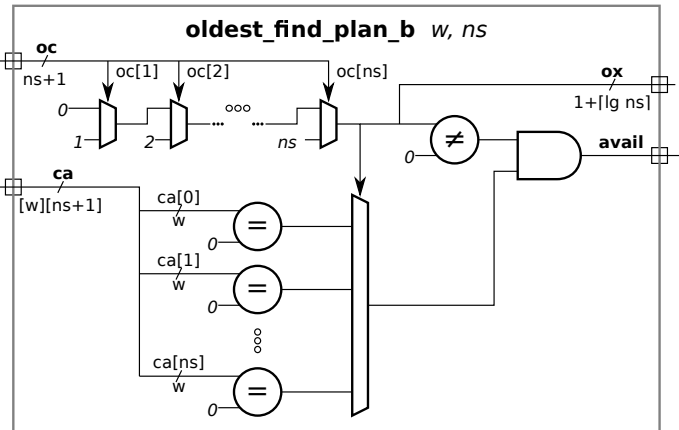 oldest_find_plan_b w, ns
oc
ns+1
oc[1]
oc[2]
oc[ns]
ox
1+⌈lg ns⌉
0
1
2
ns
0
avail
ca
[w][ns+1]
ca[0]
w
0
=
ca[1]
w
0
=
ca[ns]
w
0
=
≠